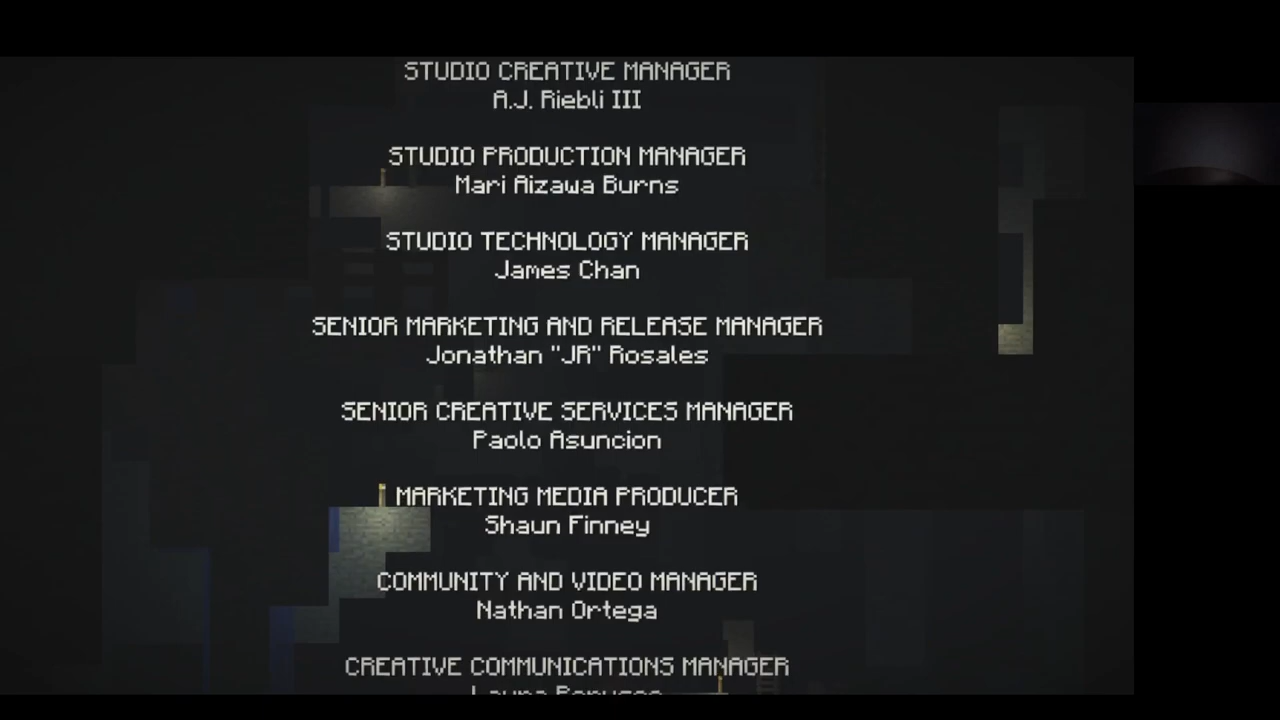 STUDIO CREATIVE MANAGER
A.J. Riebli III
STUDIO PRODUCTION MANAGER
Mari Aizawa Burns
STUDIO TECHNOLOGY MANAGER
James Chan
SENIOR MARKETING AND RELEASE MANAGER
Jonathan "JR" Rosales
SENIOR CREATIVE SERVICES MANAGER
Paolo Asuncion
MARKETING MEDIA PRODUCER
Shaun Finney
COMMUNITY AND VIDEO MANAGER
Nathan Ortega
CREATIVE COMMUNICATIONS MANAGER